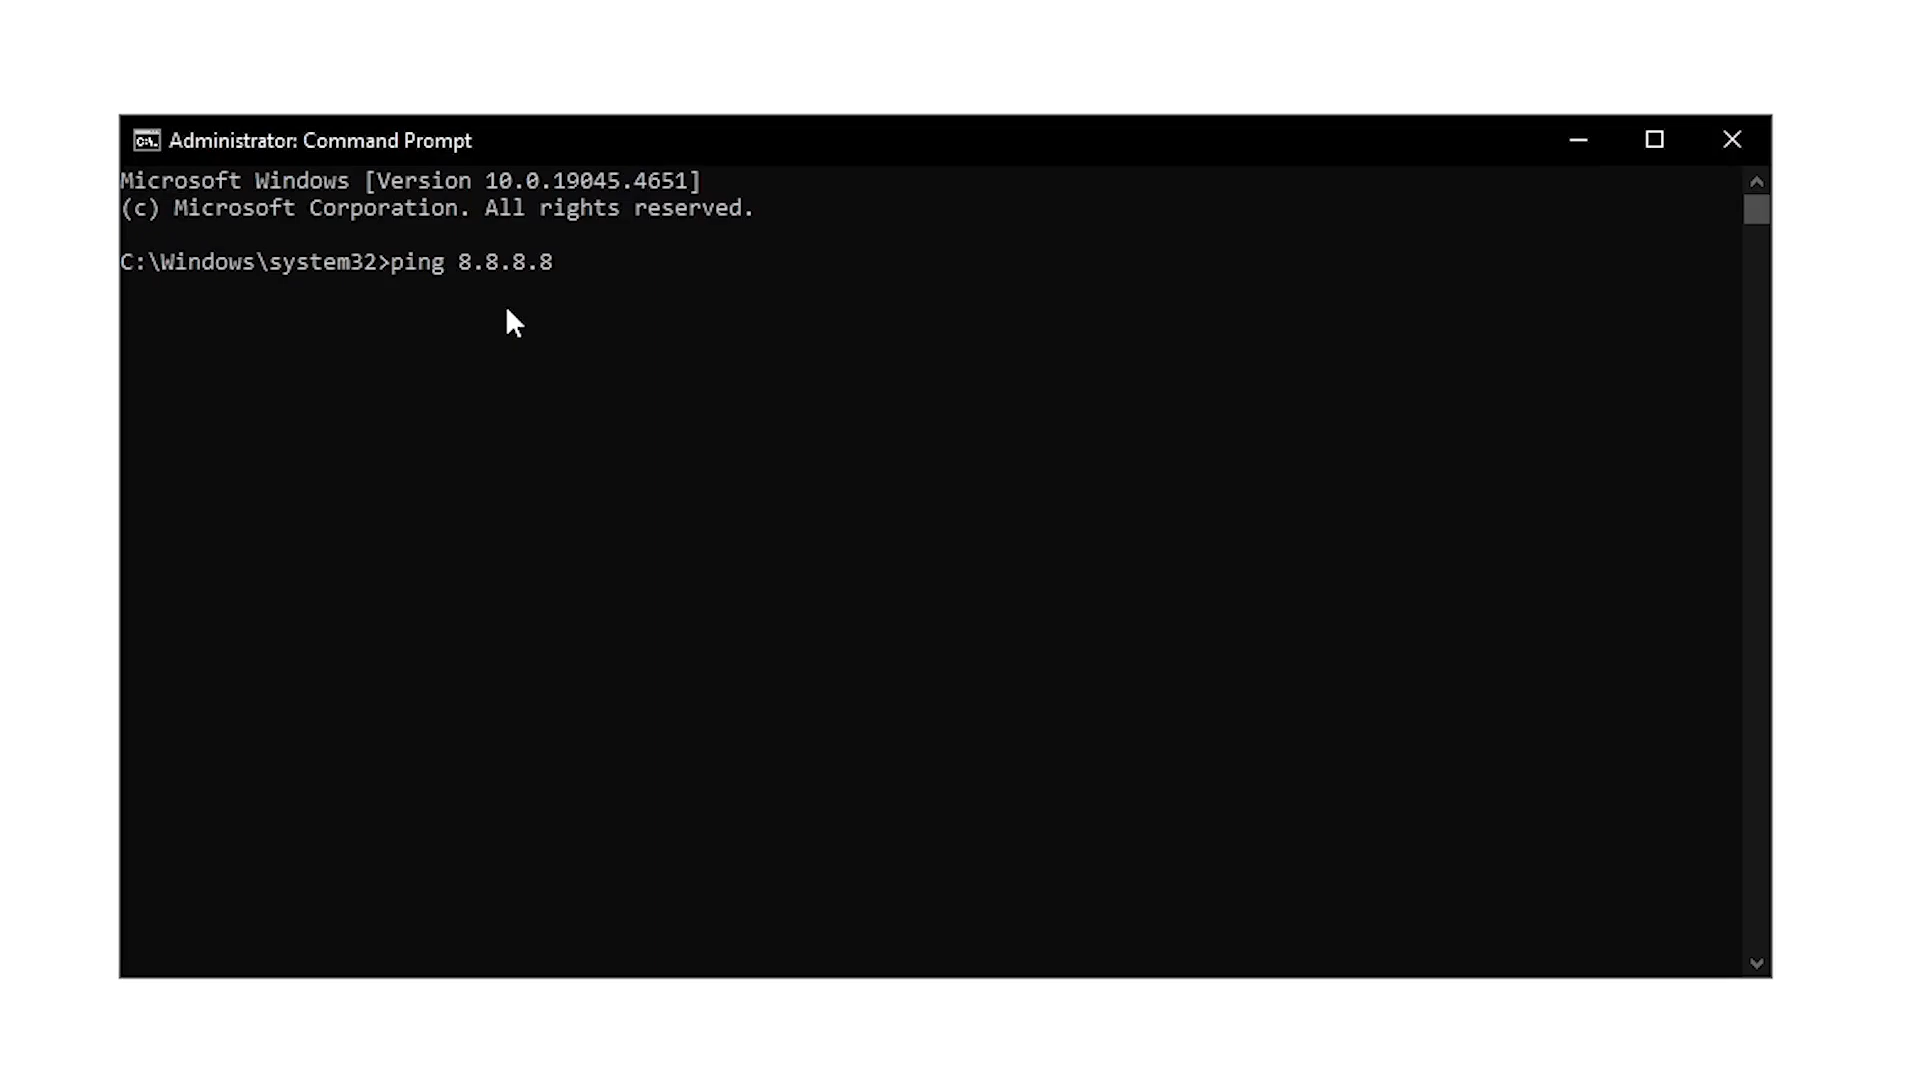 Administrator: Command Prompt
Microsoft Windows [Version 10.0.19045.4651]
(c) Microsoft Corporation. All rights reserved.
C:\Windows\system32>ping 8.8.8.8